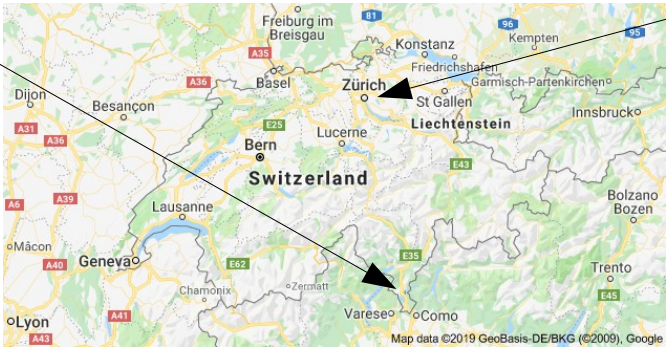 Freiburg im
Breisgau
81
96
95
Kempten
Konstanz
Friedrichshafen
A35
A36
Basel
Zürich
Garmisch-Partenkirchen
Dijon
Besançon
St Gallen
Innsbruck
A31
A36
E25
Lucerne
Liechtenstein
Bern
E43
Switzerland
A39
A6
Lausanne
Bolzano
Bozen
Mâcon
A40
Geneva
E62
E35
Trento
Chamonix
Zermatt
E45
Lyon
A41
Varese
Como
A43
Map data ©2019 GeoBasis-DE/BKG (©2009), Google